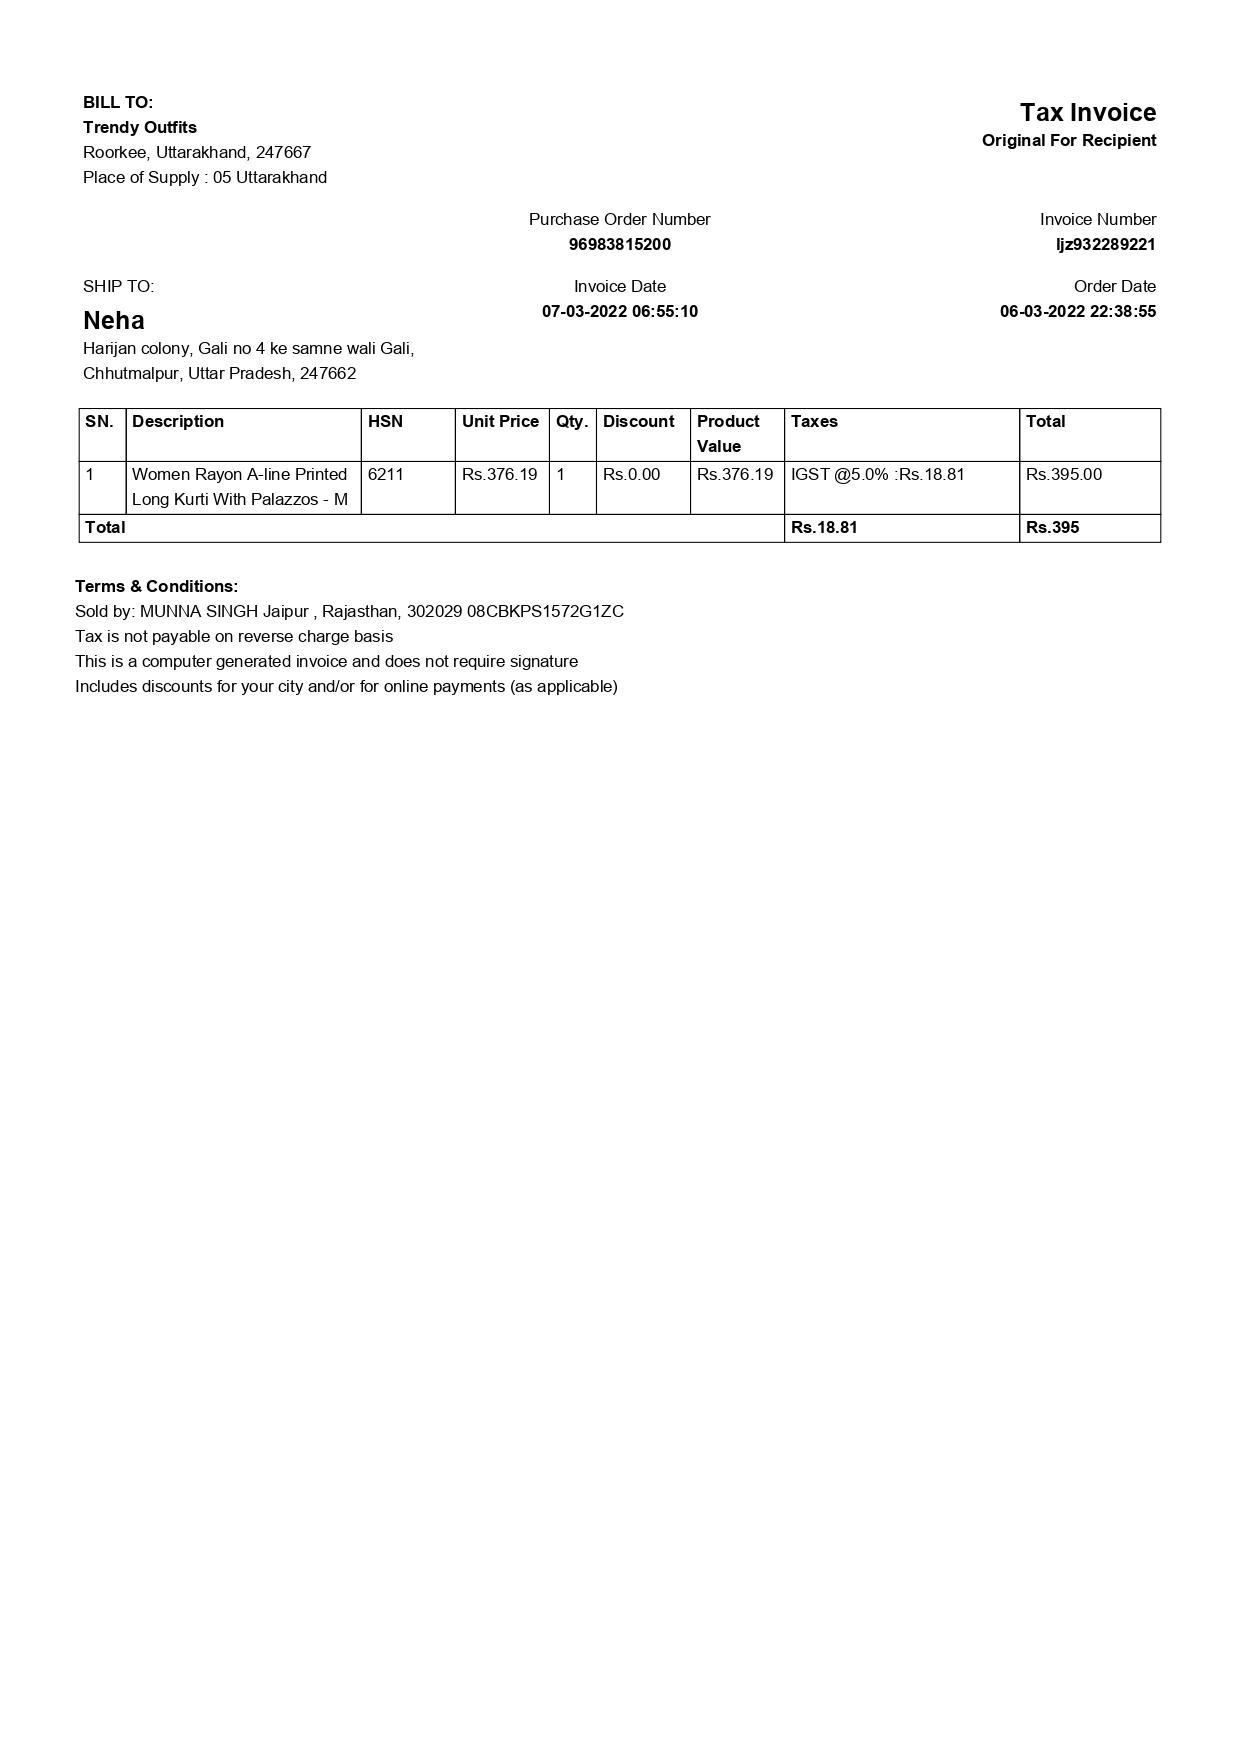 BILL TO:
Trendy Outfits
Roorkee, Uttarakhand, 247667
Place of Supply : 05 Uttarakhand
Tax Invoice
Original For Recipient
Purchase Order Number
96983815200
Invoice Number
ljz932289221
SHIP TO:
Neha
Harijan colony, Gali no 4 ke samne wali Gali,
Chhutmalpur, Uttar Pradesh, 247662
Invoice Date
07-03-2022 06:55:10
Order Date
06-03-2022 22:38:55
SN. Description HSN Unit Price Qty. Discount Product Value Taxes Total
1 Women Rayon A-line Printed Long Kurti With Palazzos - M 6211 Rs.376.19 1 Rs.0.00 Rs.376.19 IGST @5.0% :Rs.18.81 Rs.395.00
Total Rs.18.81 Rs.395
Terms & Conditions:
Sold by: MUNNA SINGH Jaipur , Rajasthan, 302029 08CBKPS1572G1ZC
Tax is not payable on reverse charge basis
This is a computer generated invoice and does not require signature
Includes discounts for your city and/or for online payments (as applicable)